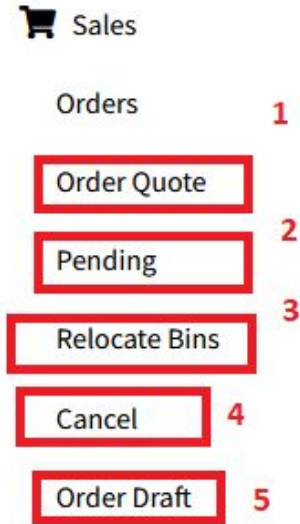 Sales
Orders
1
Order Quote
2
Pending
3
Relocate Bins
Cancel
4
Order Draft
5